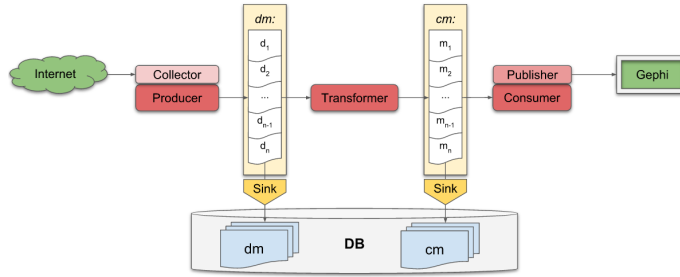 dm:
cm:
d1
m1
Internet
Collector
d2
m2
Publisher
Gephi
Producer
...
Transformer
...
Consumer
dn-1
mn-1
dn
mn
Sink
Sink
dm
DB
cm